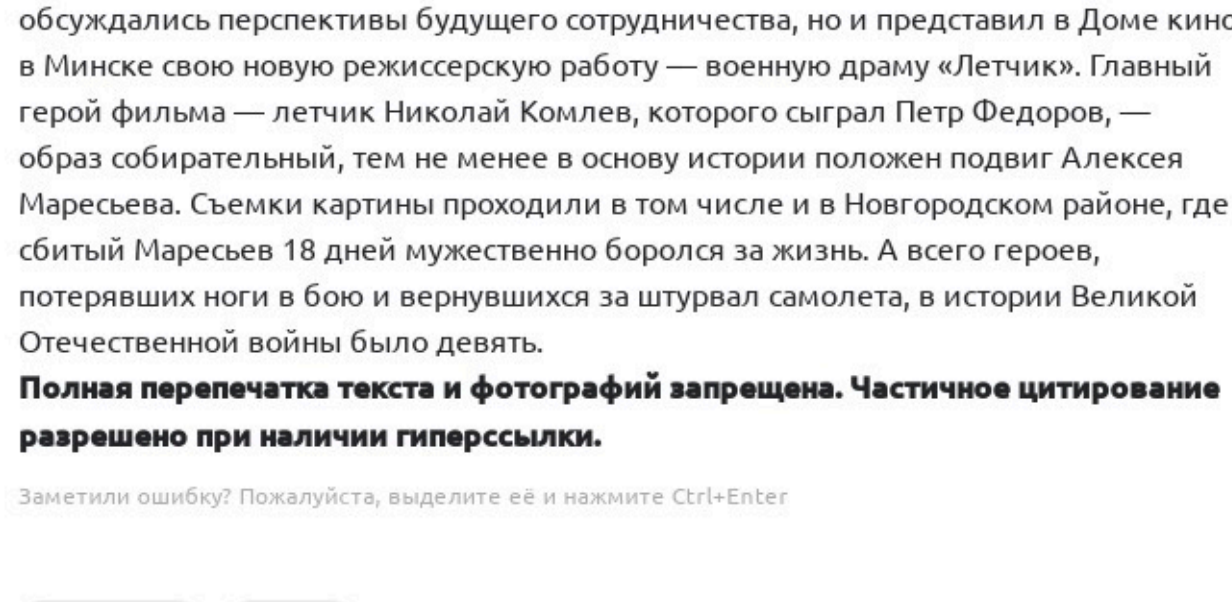 обсуждались перспективы будущего сотрудничества, но и представил в Доме кино
в Минске свою новую режиссерскую работу — военную драму «Летчик». Главный
герой фильма — летчик Николай Комлев, которого сыграл Петр Федоров, —
образ собирательный, тем не менее в основу истории положен подвиг Алексея
Маресьева. Съемки картины проходили в том числе и в Новгородском районе, где
сбитый Маресьев 18 дней мужественно боролся за жизнь. А всего героев,
потерявших ноги в бою и вернувшихся за штурвал самолета, в истории Великой
Отечественной войны было девять.
Полная перепечатка текста и фотографий запрещена. Частичное цитирование
разрешено при наличии гиперссылки.
Заметили ошибку? Пожалуйста, выделите её и нажмите Ctrl+Enter